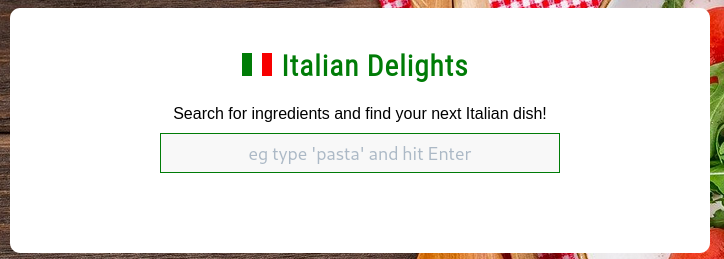 Italian Delights
Search for ingredients and find your next Italian dish!
eg type 'pasta' and hit Enter